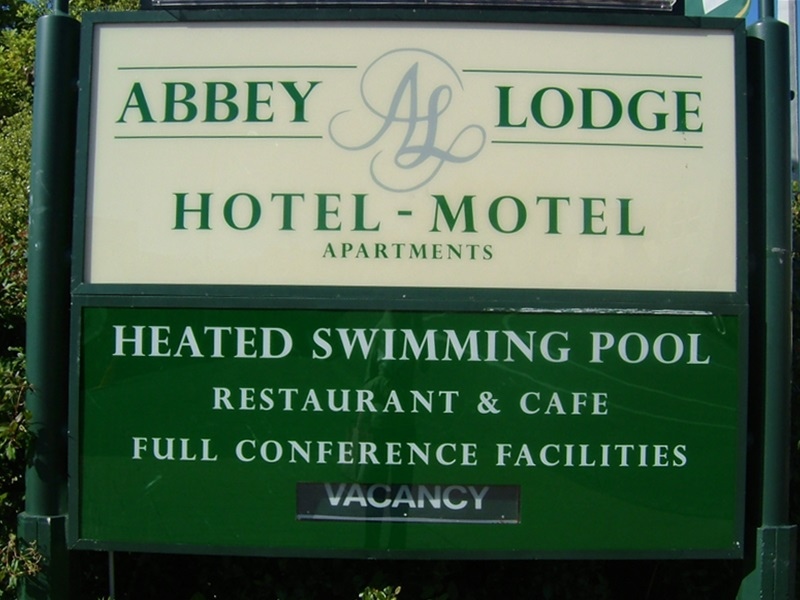 ABBEY AL LODGE
HOTEL - MOTEL
APARTMENTS
HEATED SWIMMING POOL
RESTAURANT & CAFE
FULL CONFERENCE FACILITIES
VACANCY